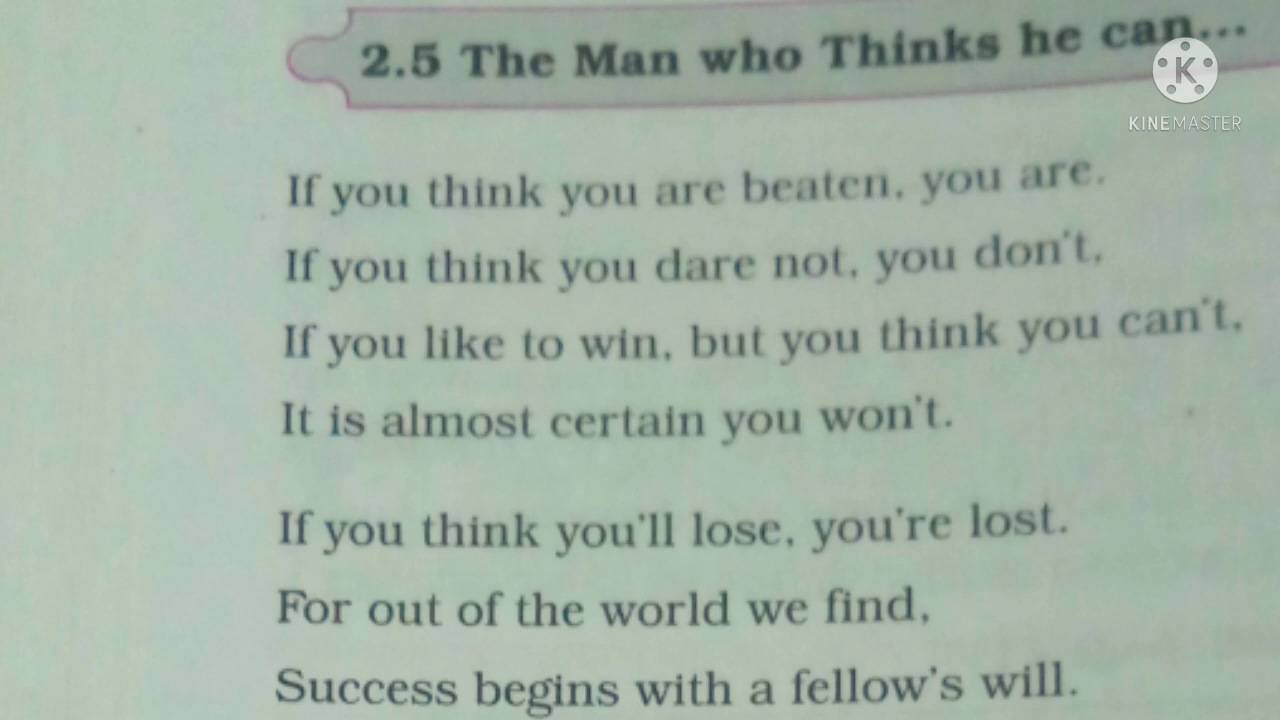 2.5 The Man who Thinks he can...
KINEMASTER
If you think you are beaten, you are.
If you think you dare not, you don't,
If you like to win, but you think you can't,
It is almost certain you won't.
If you think you'll lose, you're lost.
For out of the world we find,
Success begins with a fellow's will.